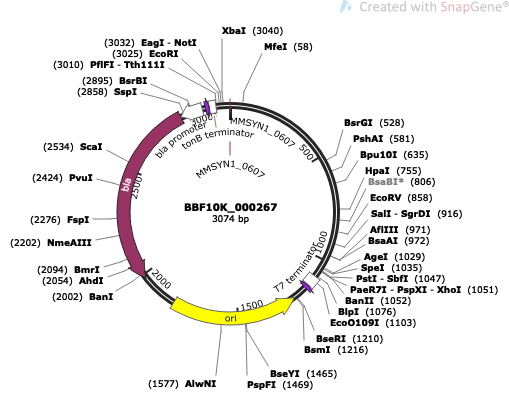 Created with SnapGene®
XbaI (3040)
(3032) EagI - NotI
MfeI (58)
(3025) EcoRI
(3010) PflFI - Tth111I
(2895) BsrBI
(2858) SspI
3000
MMSYN1_0607
bla promoter
tonB terminator
BsrGI (528)
500
PshAI (581)
(2534) ScaI
Bpu10I (635)
MMSYN1_0607
HpaI (755)
(2424) PvuI
bla
2500
BsaBI* (806)
EcoRV (858)
BBF10K_000267
3074 bp
SalI - SgrDI (916)
(2276) FspI
AflIII (971)
(2202) NmeAIII
BsaAI (972)
1000
AgeI (1029)
T7 terminator
(2094) BmrI
SpeI (1035)
(2054) AhdI
2000
PstI - SbfI (1047)
PaeR7I - PspXI - XhoI (1051)
(2002) BanI
BanII (1052)
BlpI (1076)
1500
EcoO109I (1103)
ori
BseRI (1210)
BsmI (1216)
BseYI (1465)
(1577) AlwNI
PspFI (1469)